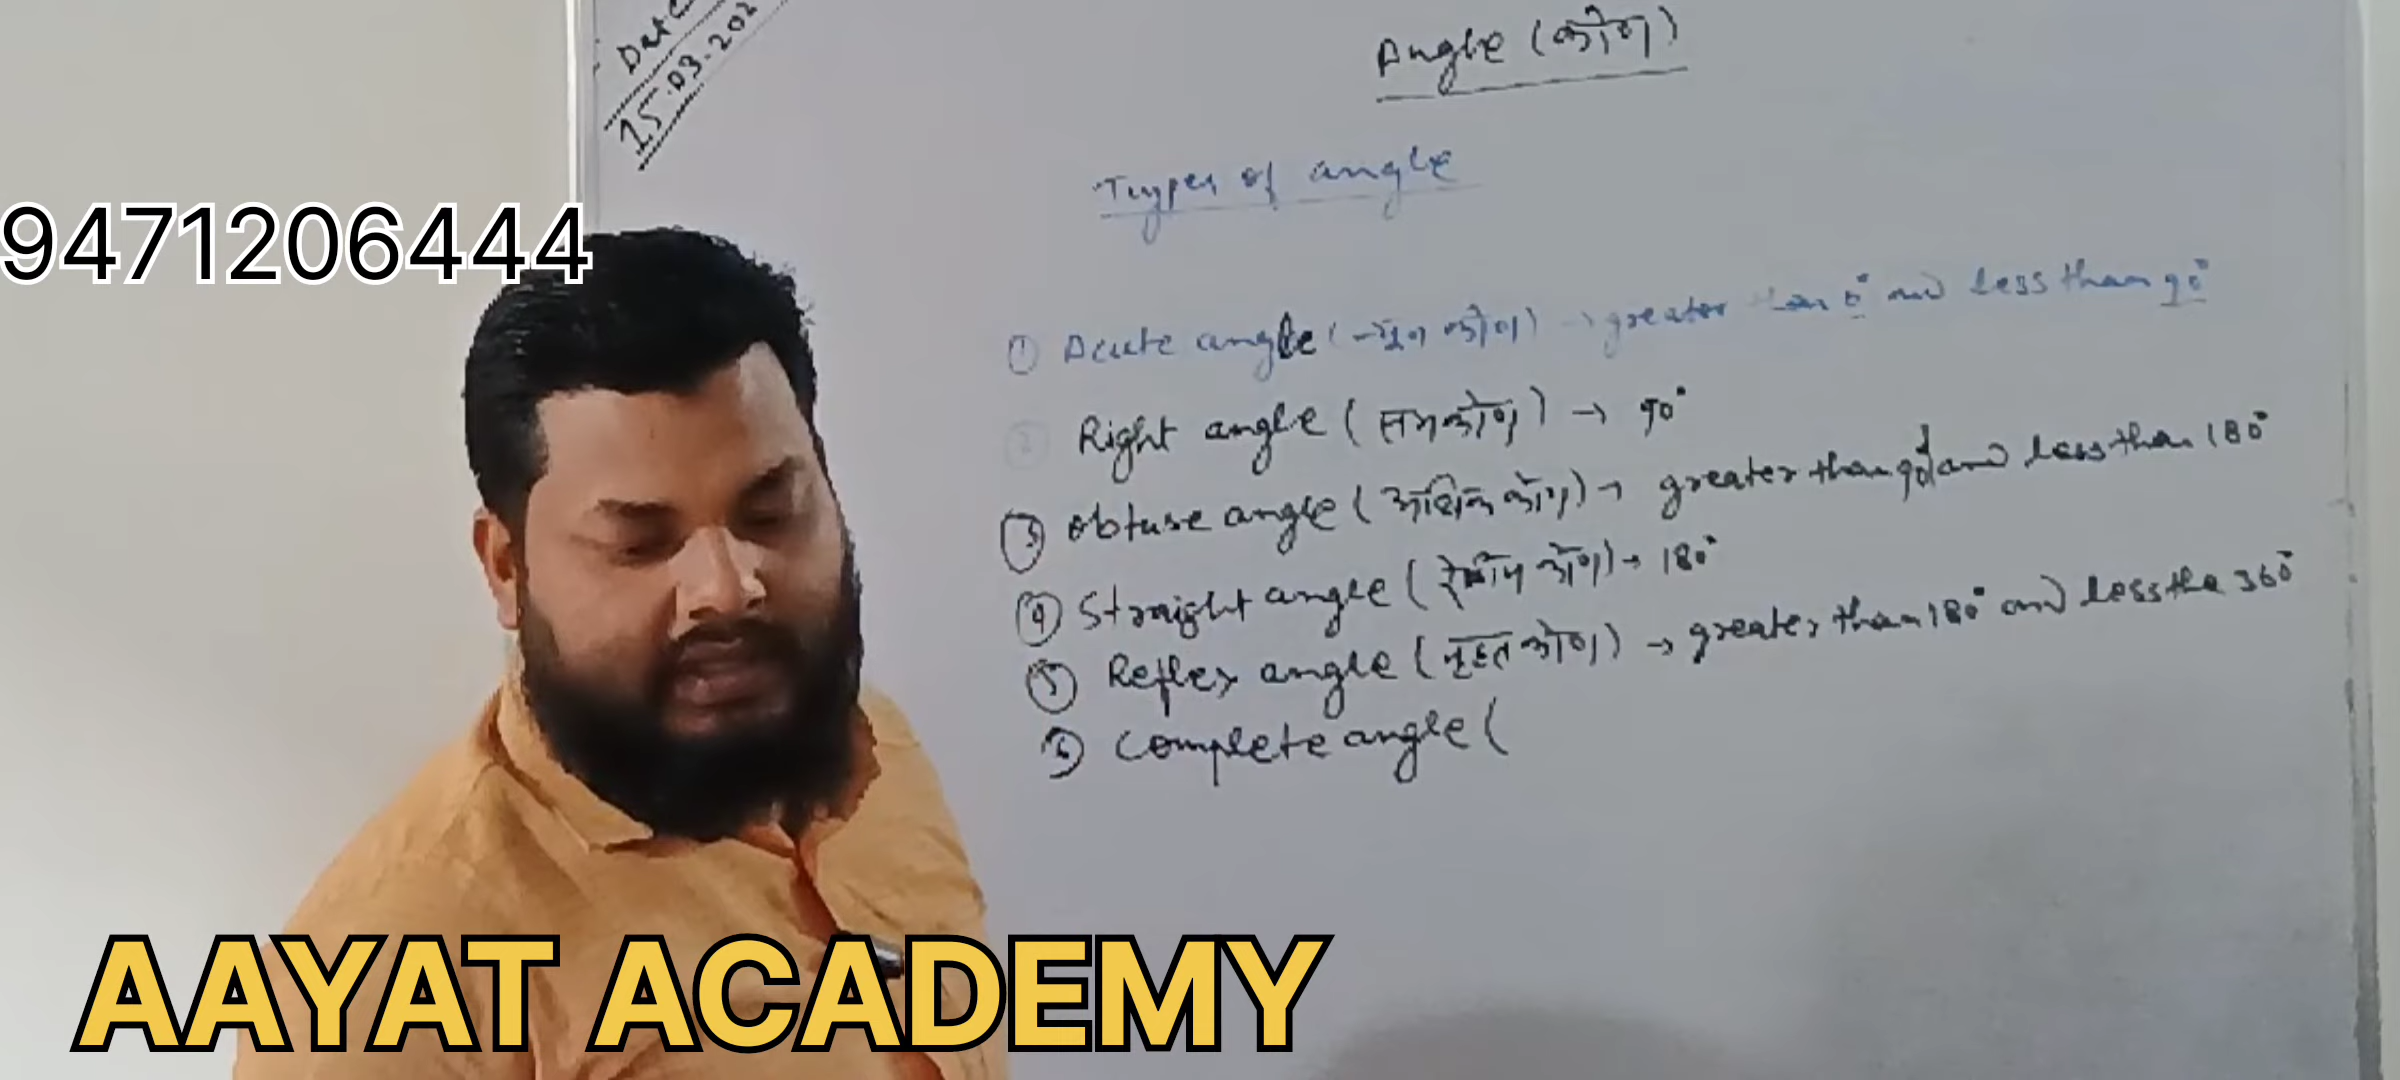 Date
15.03.202
Angle (कोण)
Types of angle
9471206444
① Acute angle (न्यून कोण) → greater than 0° and less than 90°
② Right angle (समकोण) → 90°
③ Obtuse angle (अधिक कोण) → greater than 90° and less than 180°
④ Straight angle (कोण) → 180°
⑤ Reflex angle (वृहत कोण) → greater than 180° and less the 360°
⑥ Complete angle (
AAYAT ACADEMY